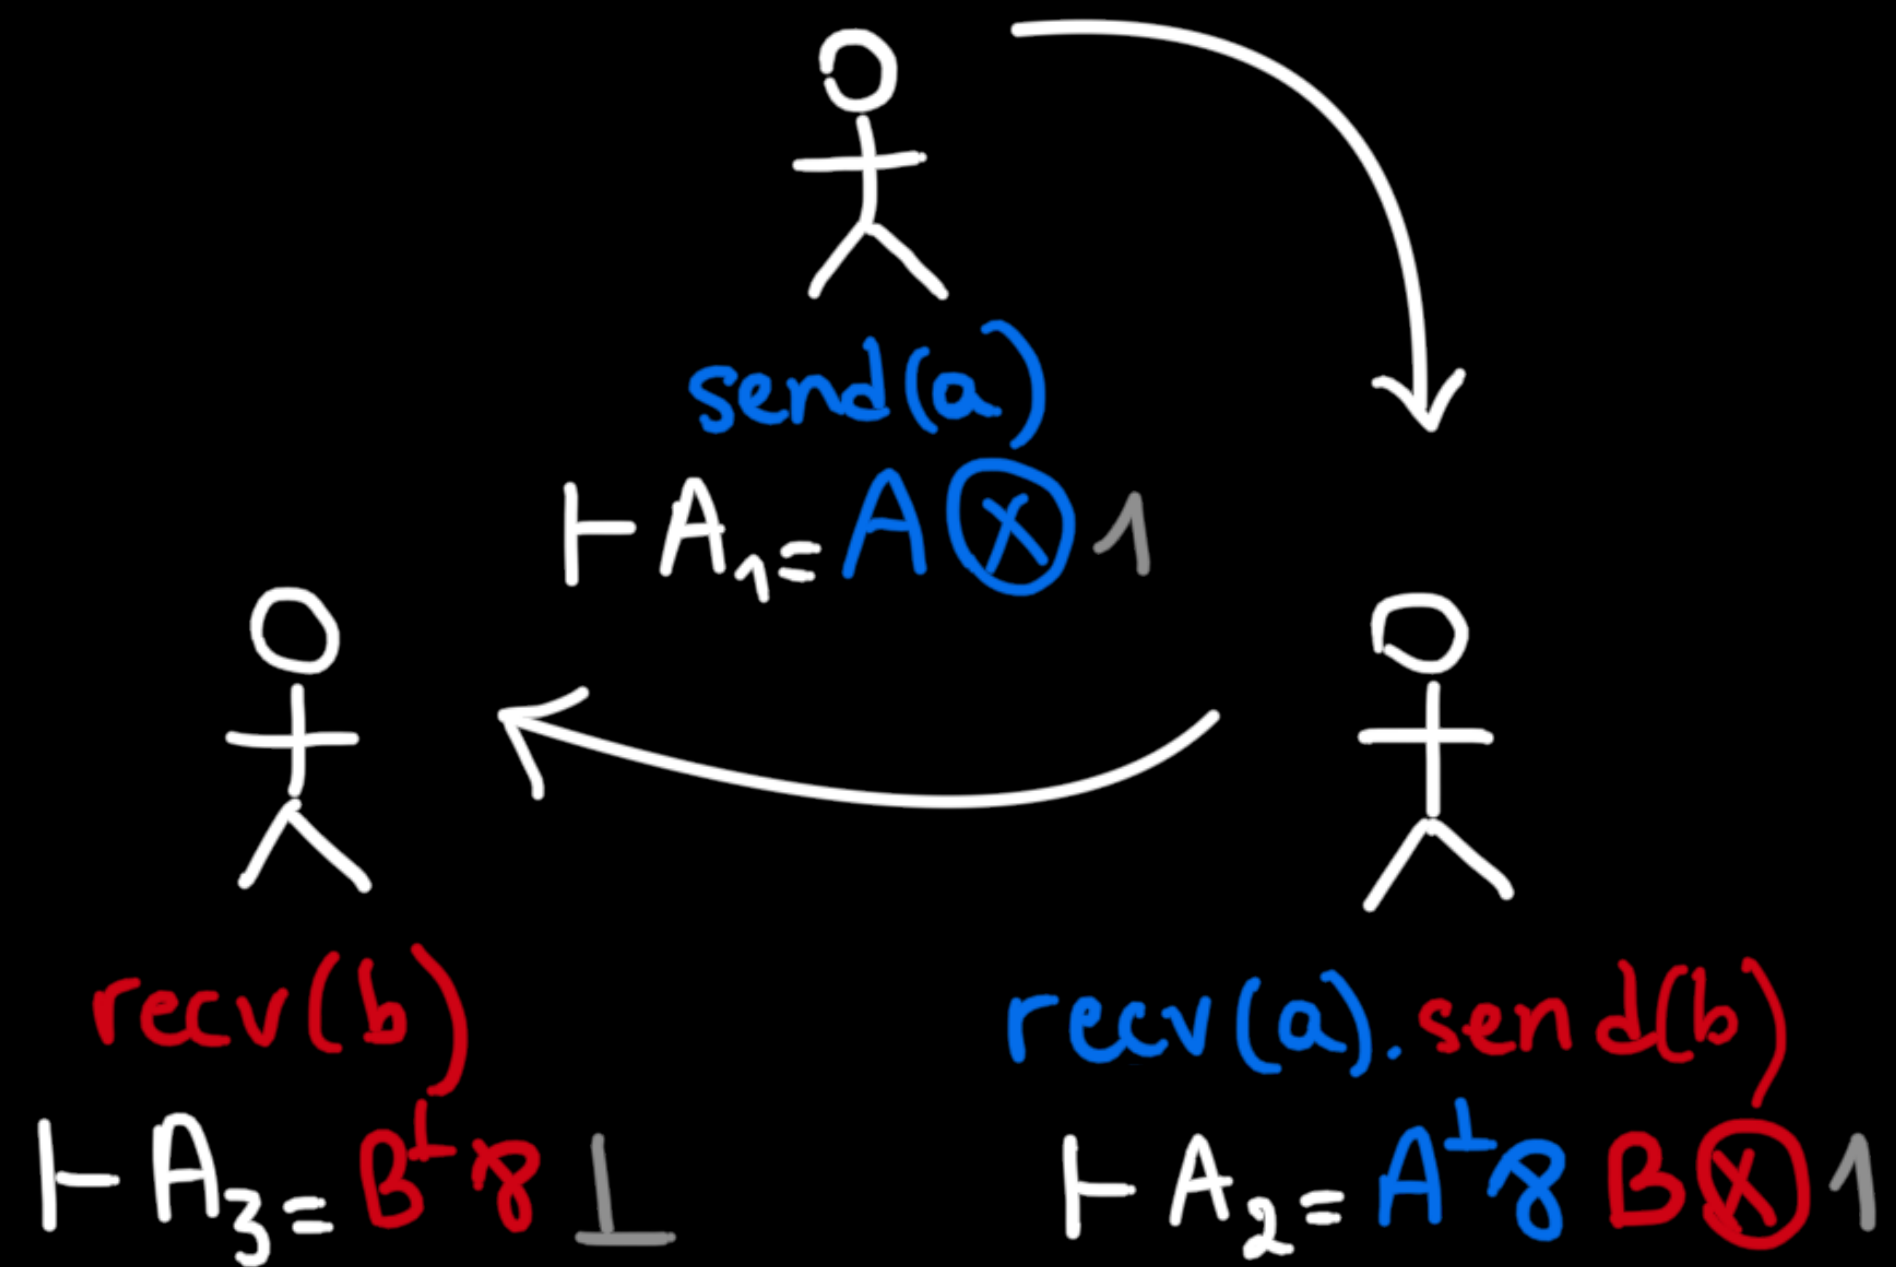 send(a)
⊢ A₁ = A ⊗ 1
recv(b)
⊢ A₃ = B^⊥ ⅋ ⊥
recv(a). send(b)
⊢ A₂ = A^⊥ ⅋ B ⊗ 1